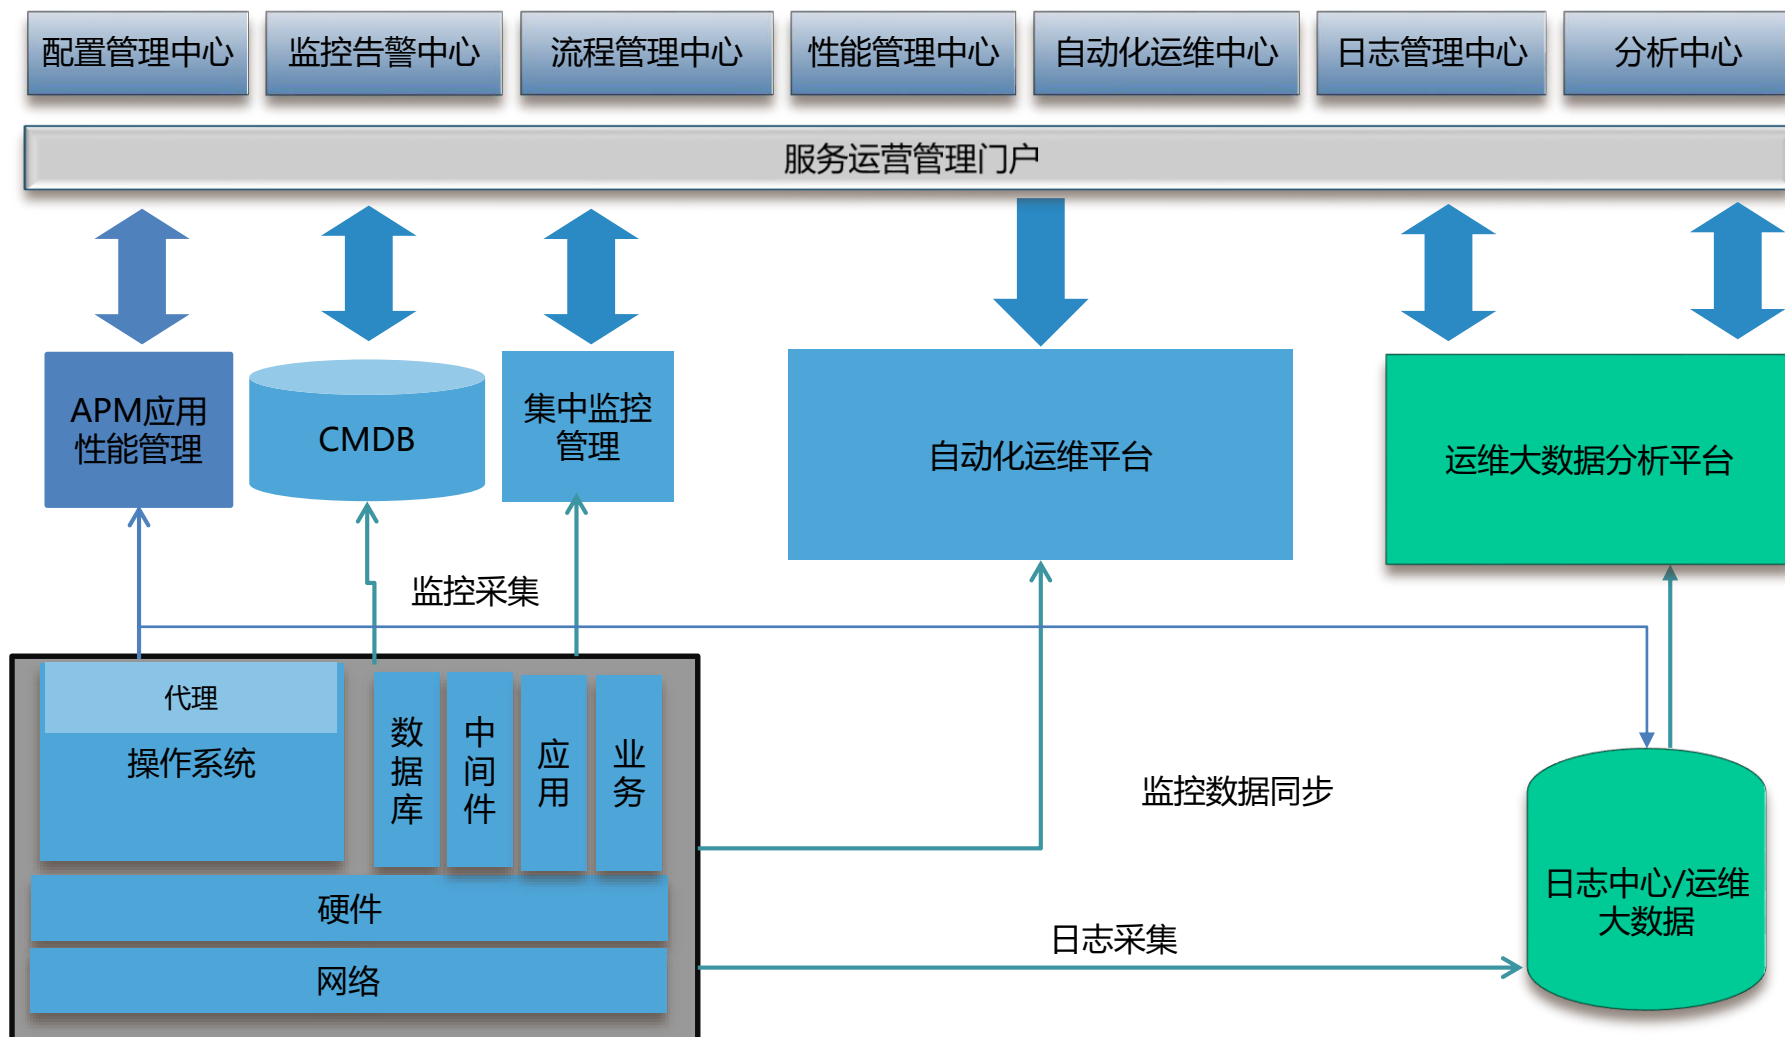 配置管理中心
监控告警中心
流程管理中心
性能管理中心
自动化运维中心
日志管理中心
分析中心
服务运营管理门户
APM应用
性能管理
CMDB
集中监控
管理
自动化运维平台
运维大数据分析平台
监控采集
代理
操作系统
数
据
库
中
间
件
应
用
业
务
硬件
网络
监控数据同步
日志采集
日志中心/运维
大数据